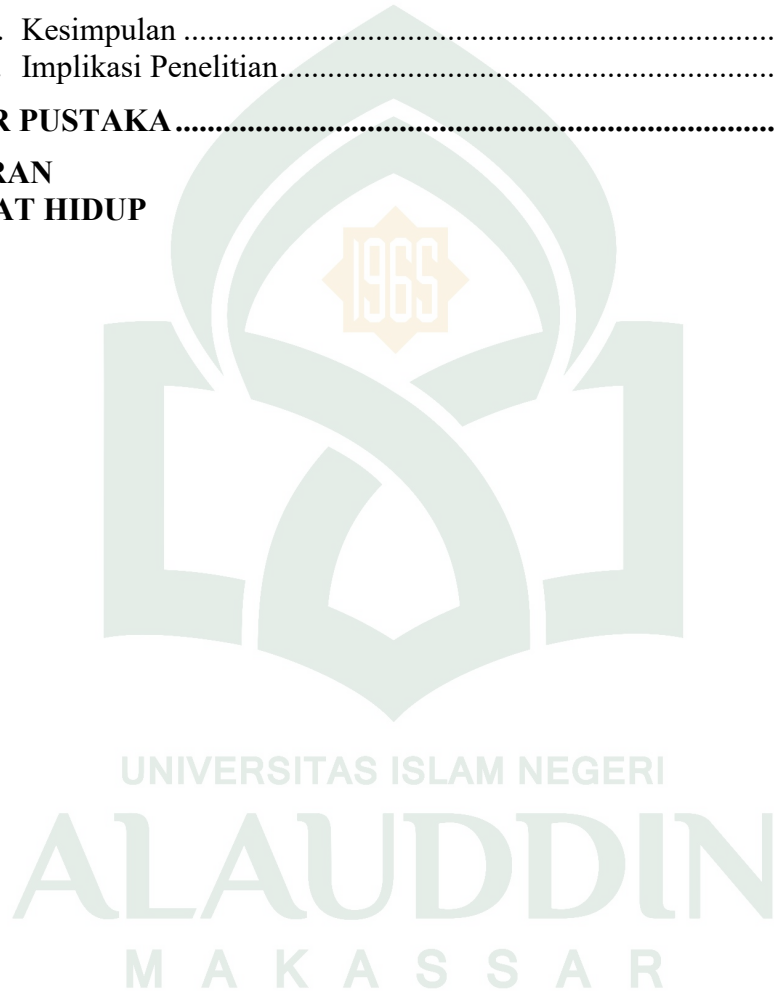 . Kesimpulan ........................................................................
. Implikasi Penelitian............................................................
R PUSTAKA.........................................................................
RAN
AT HIDUP
1965
UNIVERSITAS ISLAM NEGERI
ALAUDDIN
MAKASSAR